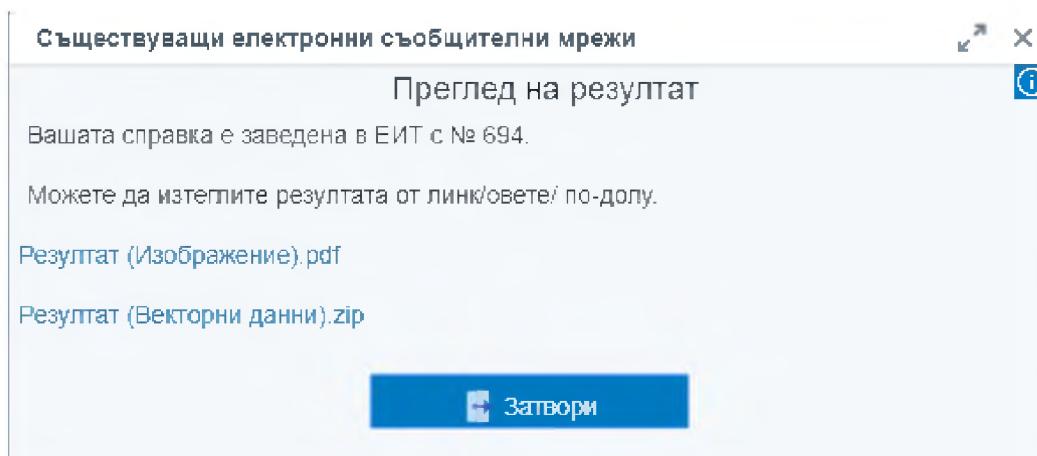 Съществуващи електронни съобщителни мрежи
Преглед на резултат
Вашата справка е заведена в ЕИТ с № 694.
Можете да изтеглите резултата от линк/овете/ по-долу.
Резултат (Изображение).pdf
Резултат (Векторни данни).zip
Затвори